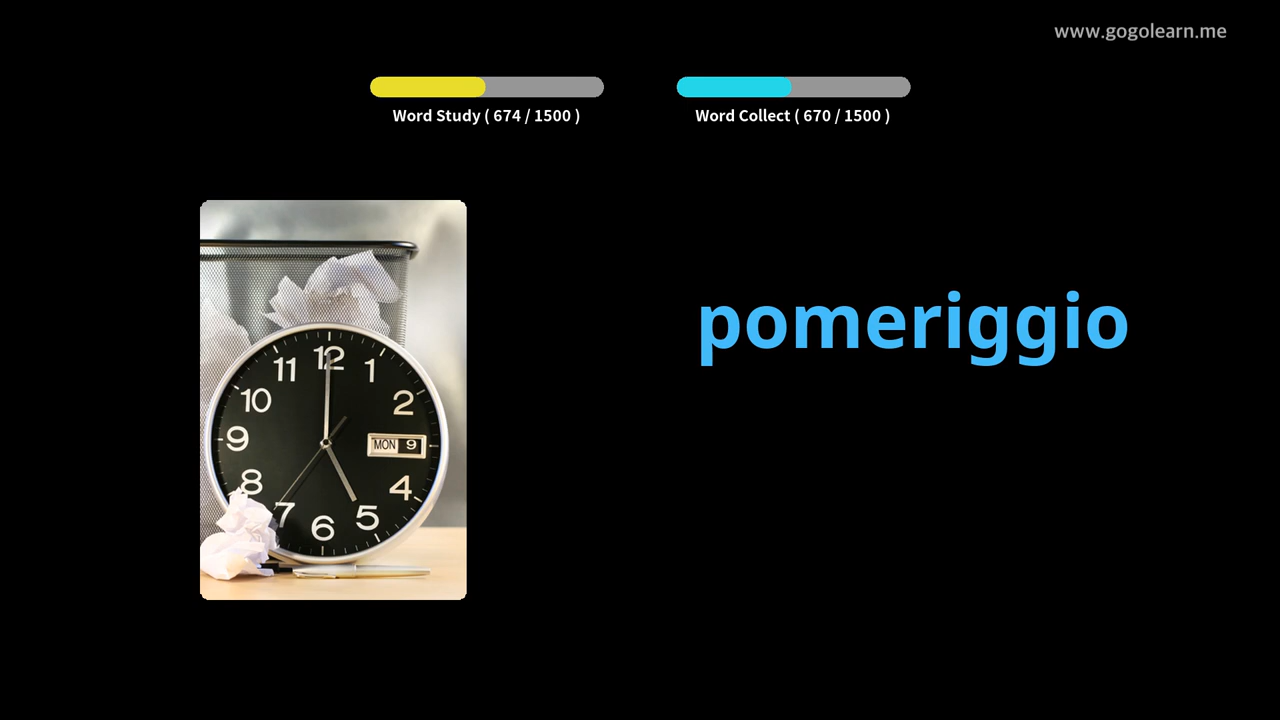 www.gogolearn.me
Word Study ( 674 / 1500 )
Word Collect ( 670 / 1500 )
pomeriggio
12
11 1
10 2
9 MON 9
8 4
7 5
6